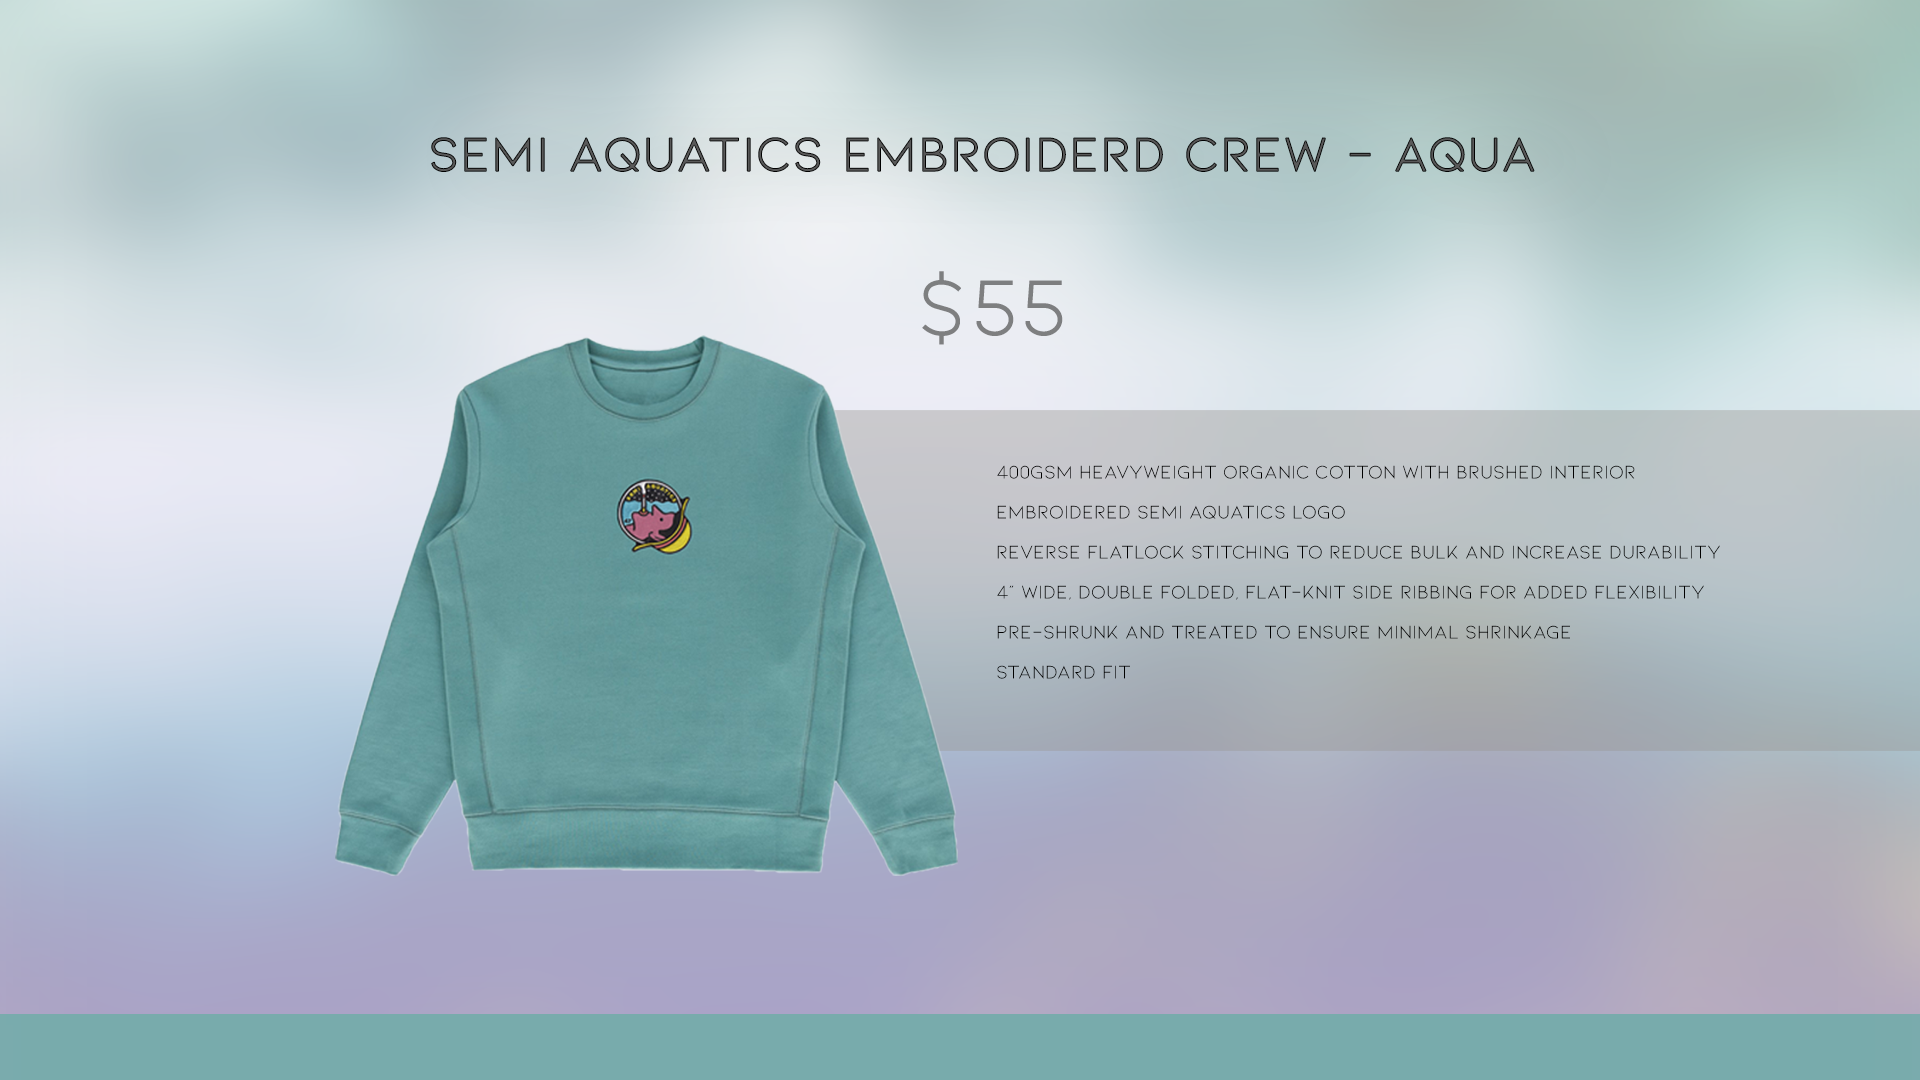 SEMI AQUATICS EMBROIDERD CREW - AQUA
$55
400GSM HEAVYWEIGHT ORGANIC COTTON WITH BRUSHED INTERIOR
EMBROIDERED SEMI AQUATICS LOGO
REVERSE FLATLOCK STITCHING TO REDUCE BULK AND INCREASE DURABILITY
4" WIDE, DOUBLE FOLDED, FLAT-KNIT SIDE RIBBING FOR ADDED FLEXIBILITY
PRE-SHRUNK AND TREATED TO ENSURE MINIMAL SHRINKAGE
STANDARD FIT